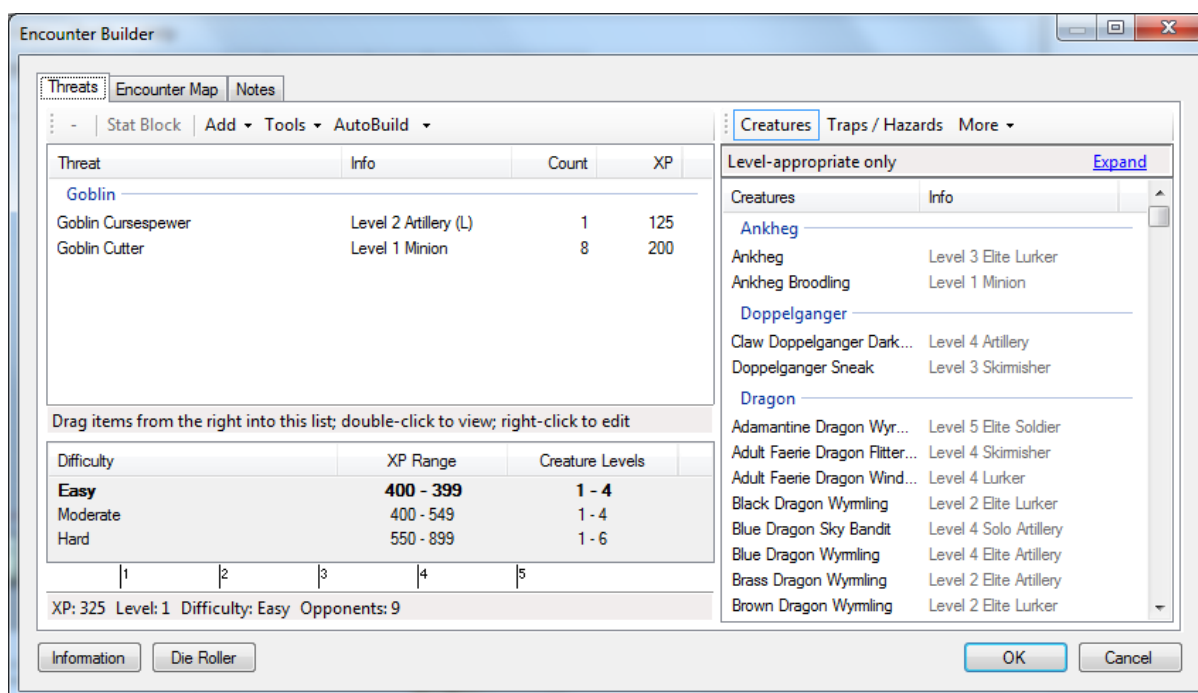 Encounter Builder
Threats Encounter Map Notes
- Stat Block Add Tools AutoBuild
Threat Info Count XP
Goblin
Goblin Cursespewer Level 2 Artillery (L) 1 125
Goblin Cutter Level 1 Minion 8 200
Drag items from the right into this list; double-click to view; right-click to edit
Difficulty XP Range Creature Levels
Easy 400 - 399 1 - 4
Moderate 400 - 549 1 - 4
Hard 550 - 899 1 - 6
1 2 3 4 5
XP: 325 Level: 1 Difficulty: Easy Opponents: 9
Creatures Traps / Hazards More
Level-appropriate only Expand
Creatures Info
Ankheg
Ankheg Level 3 Elite Lurker
Ankheg Broodling Level 1 Minion
Doppelganger
Claw Doppelganger Dark... Level 4 Artillery
Doppelganger Sneak Level 3 Skirmisher
Dragon
Adamantine Dragon Wyr... Level 5 Elite Soldier
Adult Faerie Dragon Flitter... Level 4 Skirmisher
Adult Faerie Dragon Wind... Level 4 Lurker
Black Dragon Wyrmling Level 2 Elite Lurker
Blue Dragon Sky Bandit Level 4 Solo Artillery
Blue Dragon Wyrmling Level 4 Elite Artillery
Brass Dragon Wyrmling Level 2 Elite Artillery
Brown Dragon Wyrmling Level 2 Elite Lurker
Information Die Roller OK Cancel